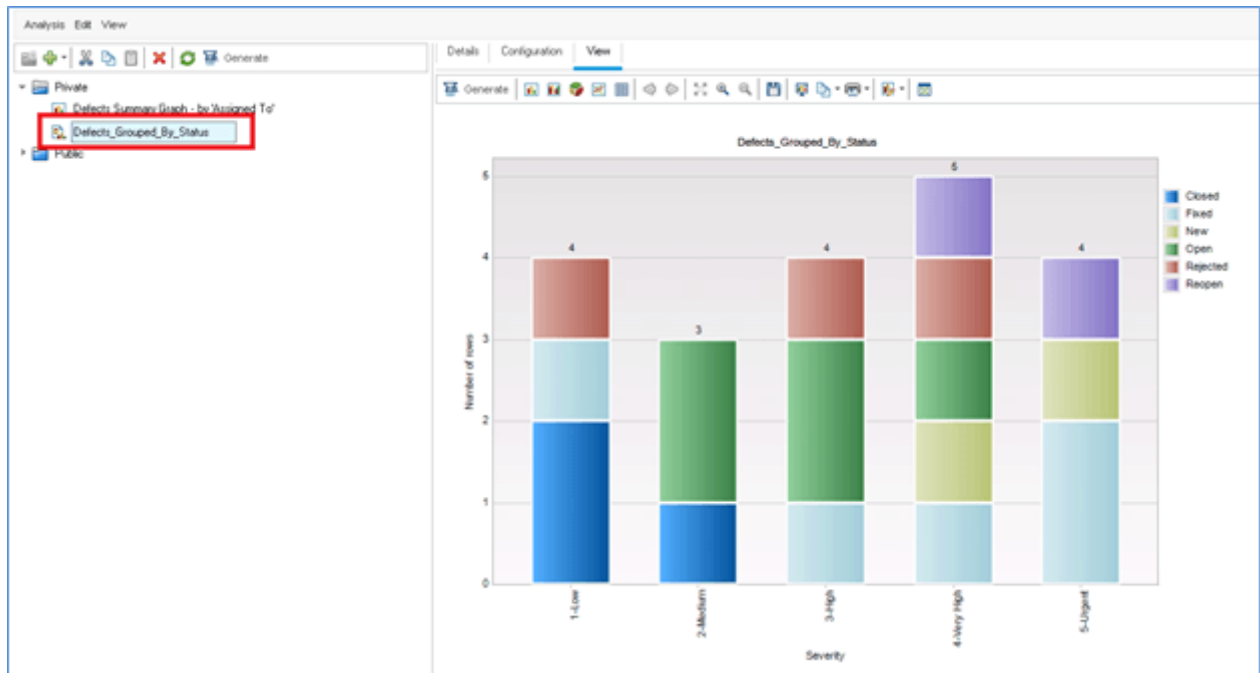 Analysis Edit View
Generate
Private
Defects Summary Graph - by 'Assigned To'
Defects_Grouped_By_Status
Public
Details Configuration View
Generate
Defects_Grouped_By_Status
5
4
3
2
1
0
Number of rows
4
3
4
5
4
1-Low
2-Medium
3-High
4-Very High
5-Urgent
Severity
Closed
Fixed
New
Open
Rejected
Reopen